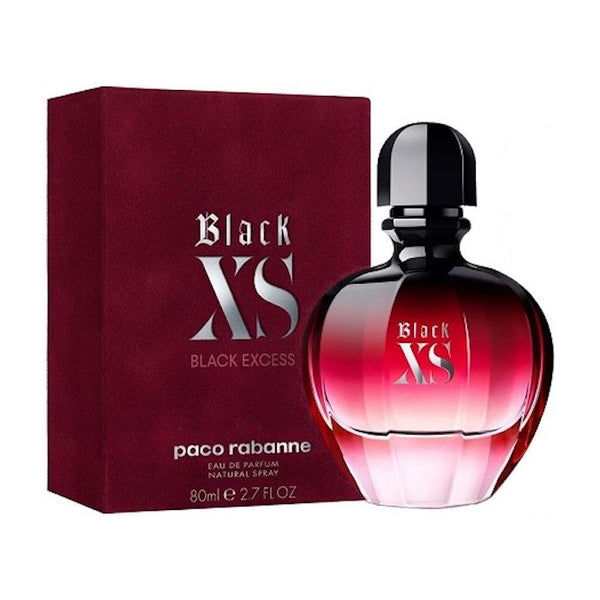 Black
XS
BLACK EXCESS
paco rabanne
EAU DE PARFUM
NATURAL SPRAY
80ml e 2.7 FL OZ
Black
XS